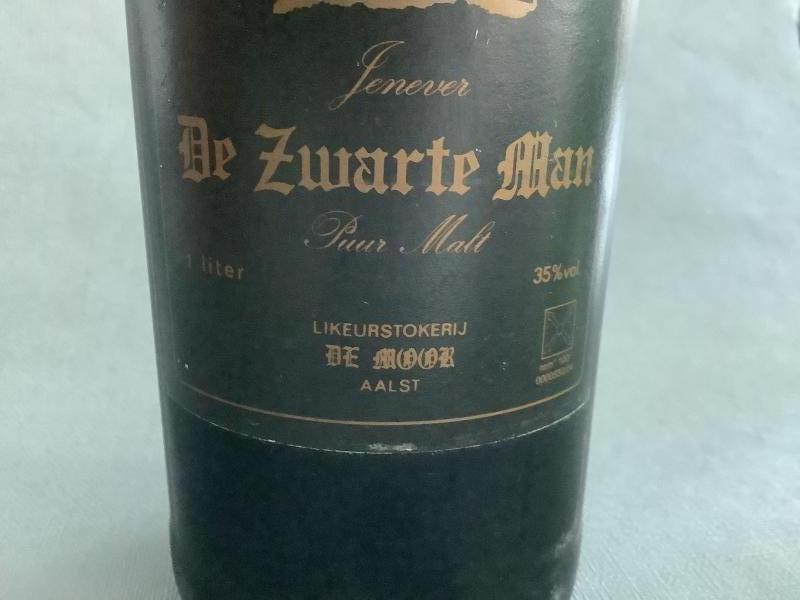 Jenever
De Zwarte Man
Puur Malt
1 liter
35%vol.
LIKEURSTOKERIJ
DE MOOR
AALST